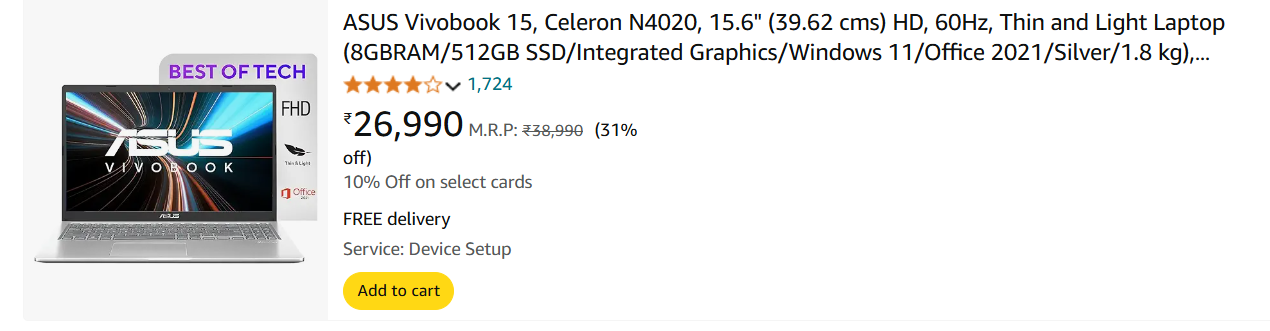 BEST OF TECH
FHD
ASUS
VIVOBOOK
Thin & Light
Office
2021
ASUS
ASUS Vivobook 15, Celeron N4020, 15.6" (39.62 cms) HD, 60Hz, Thin and Light Laptop
(8GBRAM/512GB SSD/Integrated Graphics/Windows 11/Office 2021/Silver/1.8 kg),...
1,724
₹26,990 M.R.P: ₹38,990 (31%
off)
10% Off on select cards
FREE delivery
Service: Device Setup
Add to cart